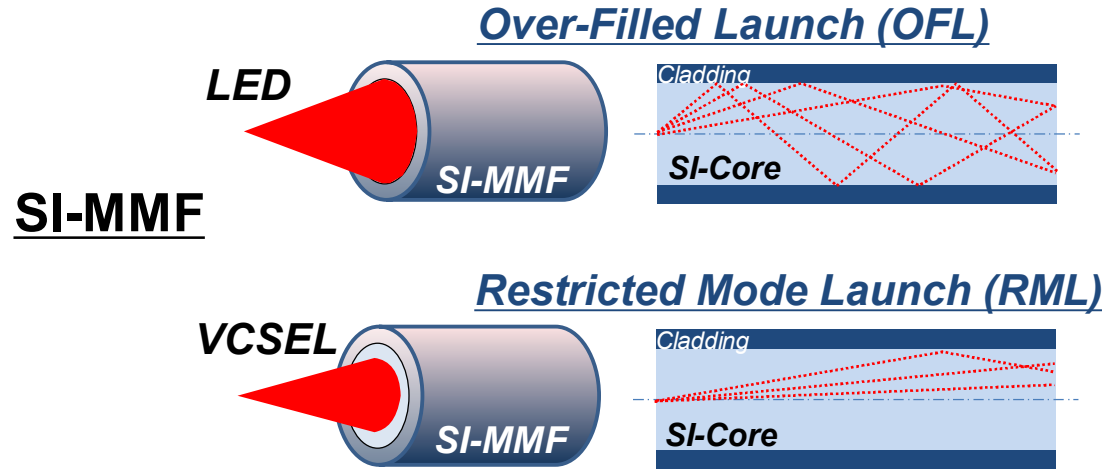 Over-Filled Launch (OFL)
LED
Cladding
SI-MMF
SI-Core
SI-MMF
Restricted Mode Launch (RML)
VCSEL
Cladding
SI-MMF
SI-Core